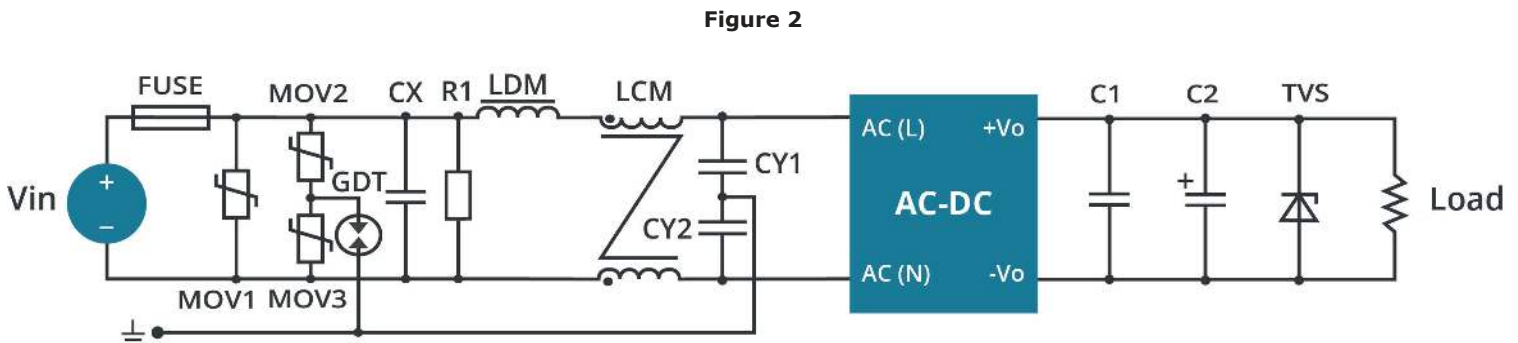 Figure 2
FUSE
MOV2
CX
R1
LDM
LCM
C1
C2
TVS
AC (L)
+Vo
CY1
GDT
Vin
+
−
AC-DC
+
Load
CY2
AC (N)
-Vo
MOV1
MOV3